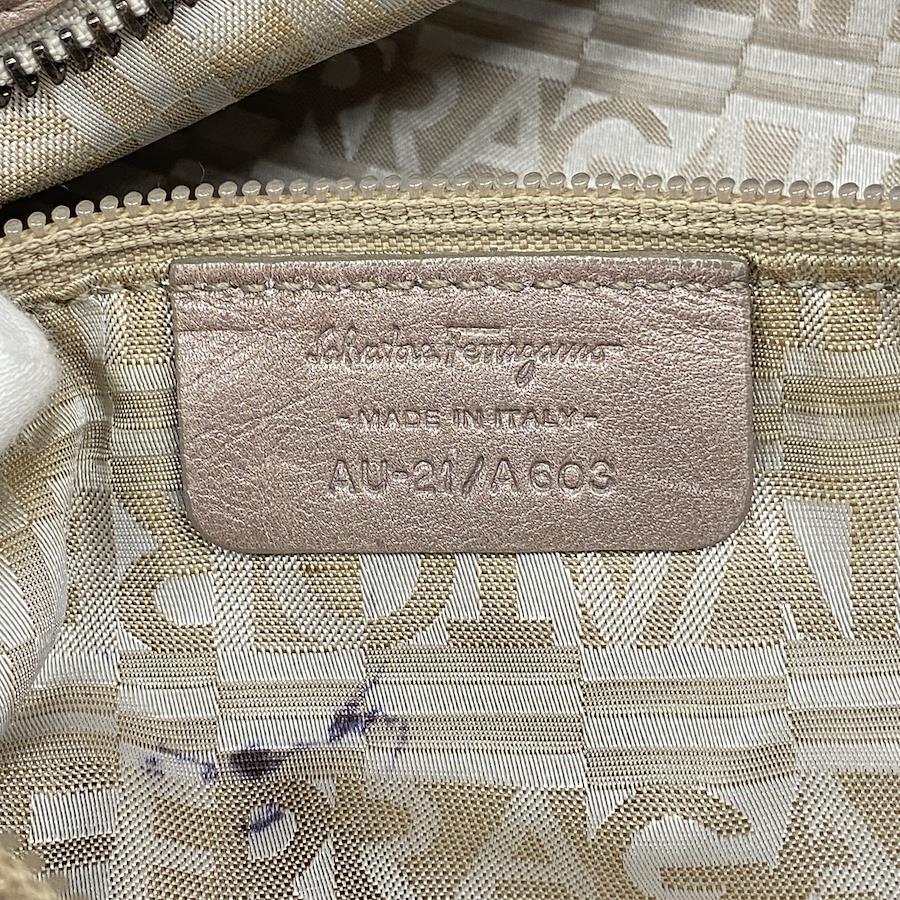 Salvatore Ferragamo
-MADE IN ITALY-
AU-21/A603